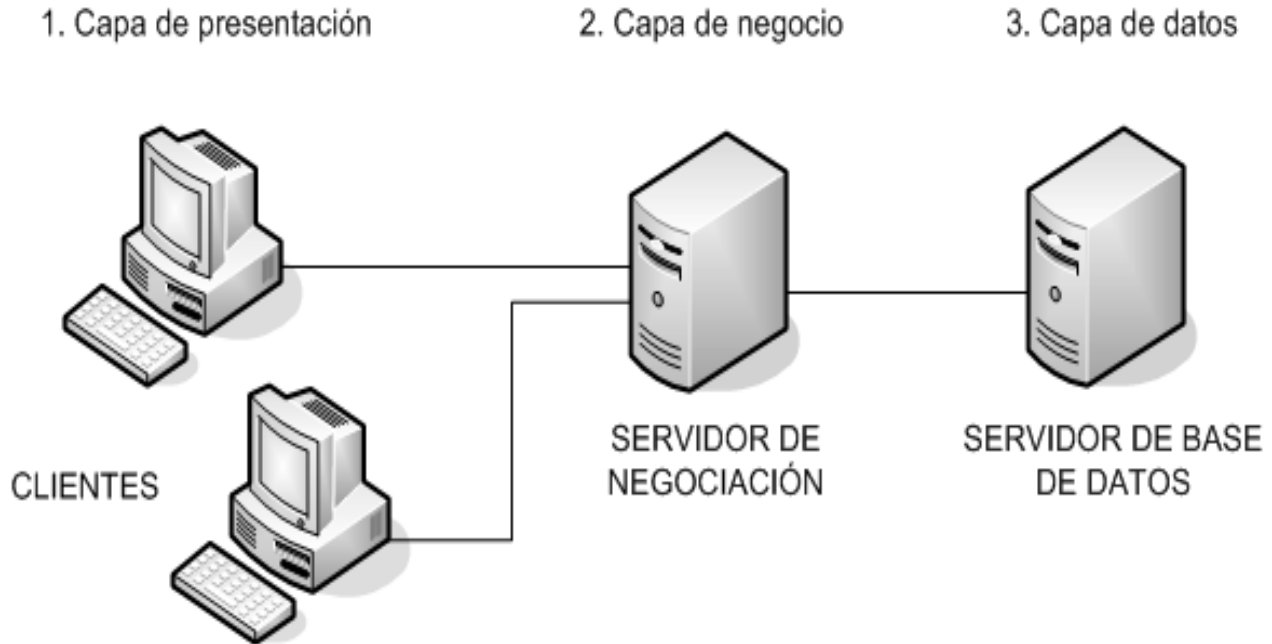 1. Capa de presentación
2. Capa de negocio
3. Capa de datos
CLIENTES
SERVIDOR DE
NEGOCIACIÓN
SERVIDOR DE BASE
DE DATOS